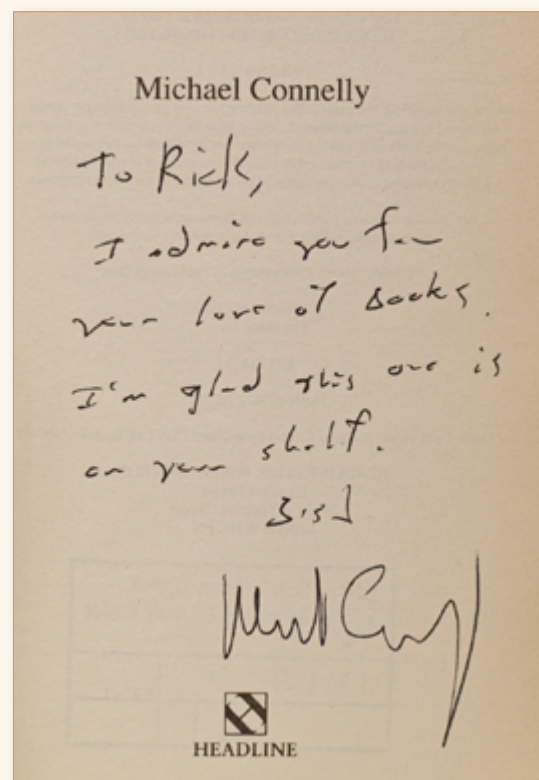 Michael Connelly
To Rick,
I admire you for
your love of books.
I'm glad this one is
on your shelf.
HEADLINE